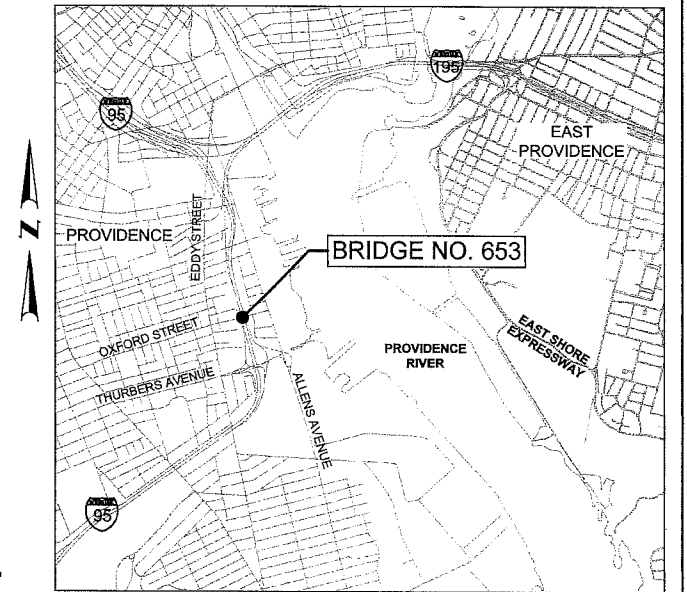 195
95
EAST
PROVIDENCE
N
PROVIDENCE
EDDY STREET
BRIDGE NO. 653
OXFORD STREET
THURBERS AVENUE
ALLENS AVENUE
PROVIDENCE
RIVER
EAST SHORE
EXPRESSWAY
95